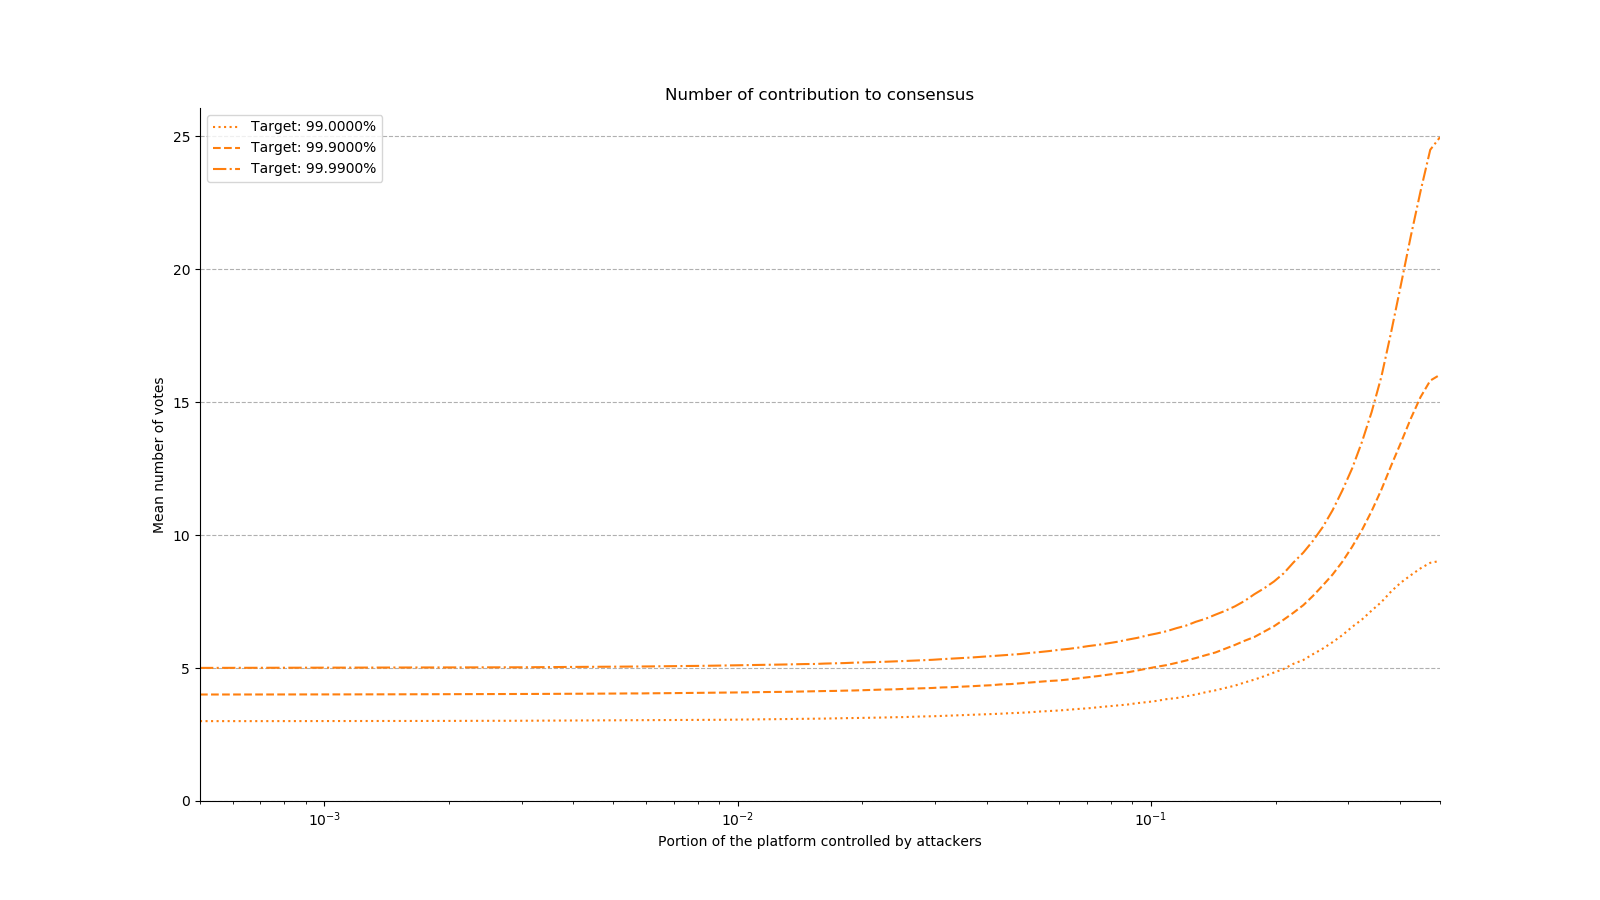 Number of contribution to consensus
Target: 99.0000%
Target: 99.9000%
Target: 99.9900%
Mean number of votes
25
20
15
10
5
0
10⁻³ 10⁻² 10⁻¹
Portion of the platform controlled by attackers